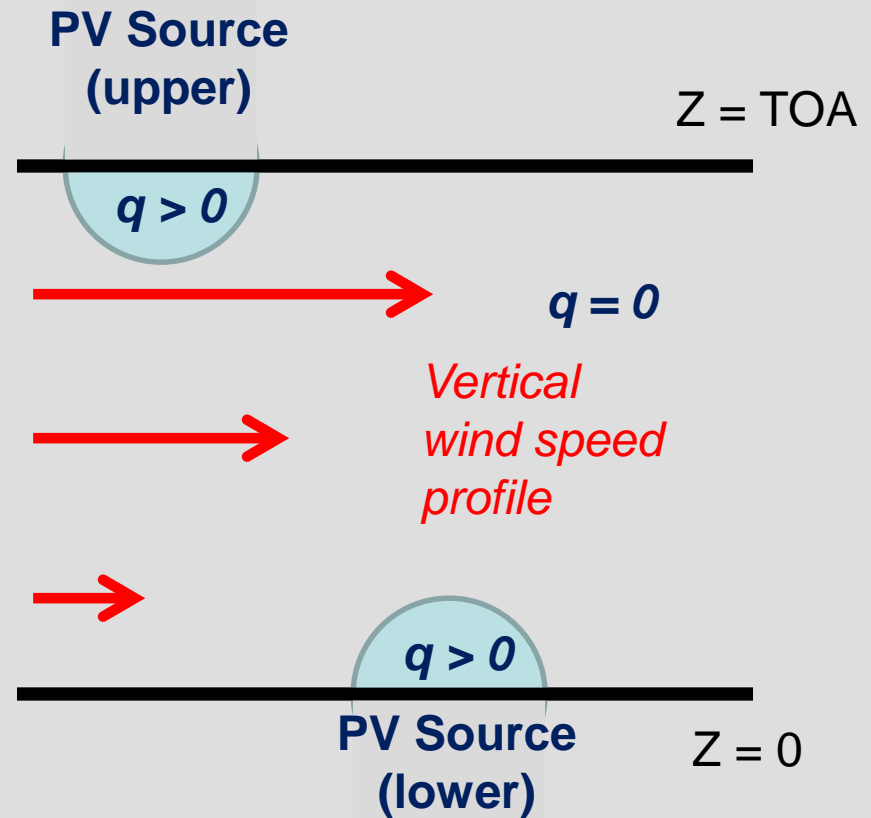 PV Source
(upper)
Z = TOA
q > 0
q = 0
Vertical
wind speed
profile
q > 0
PV Source
(lower)
Z = 0